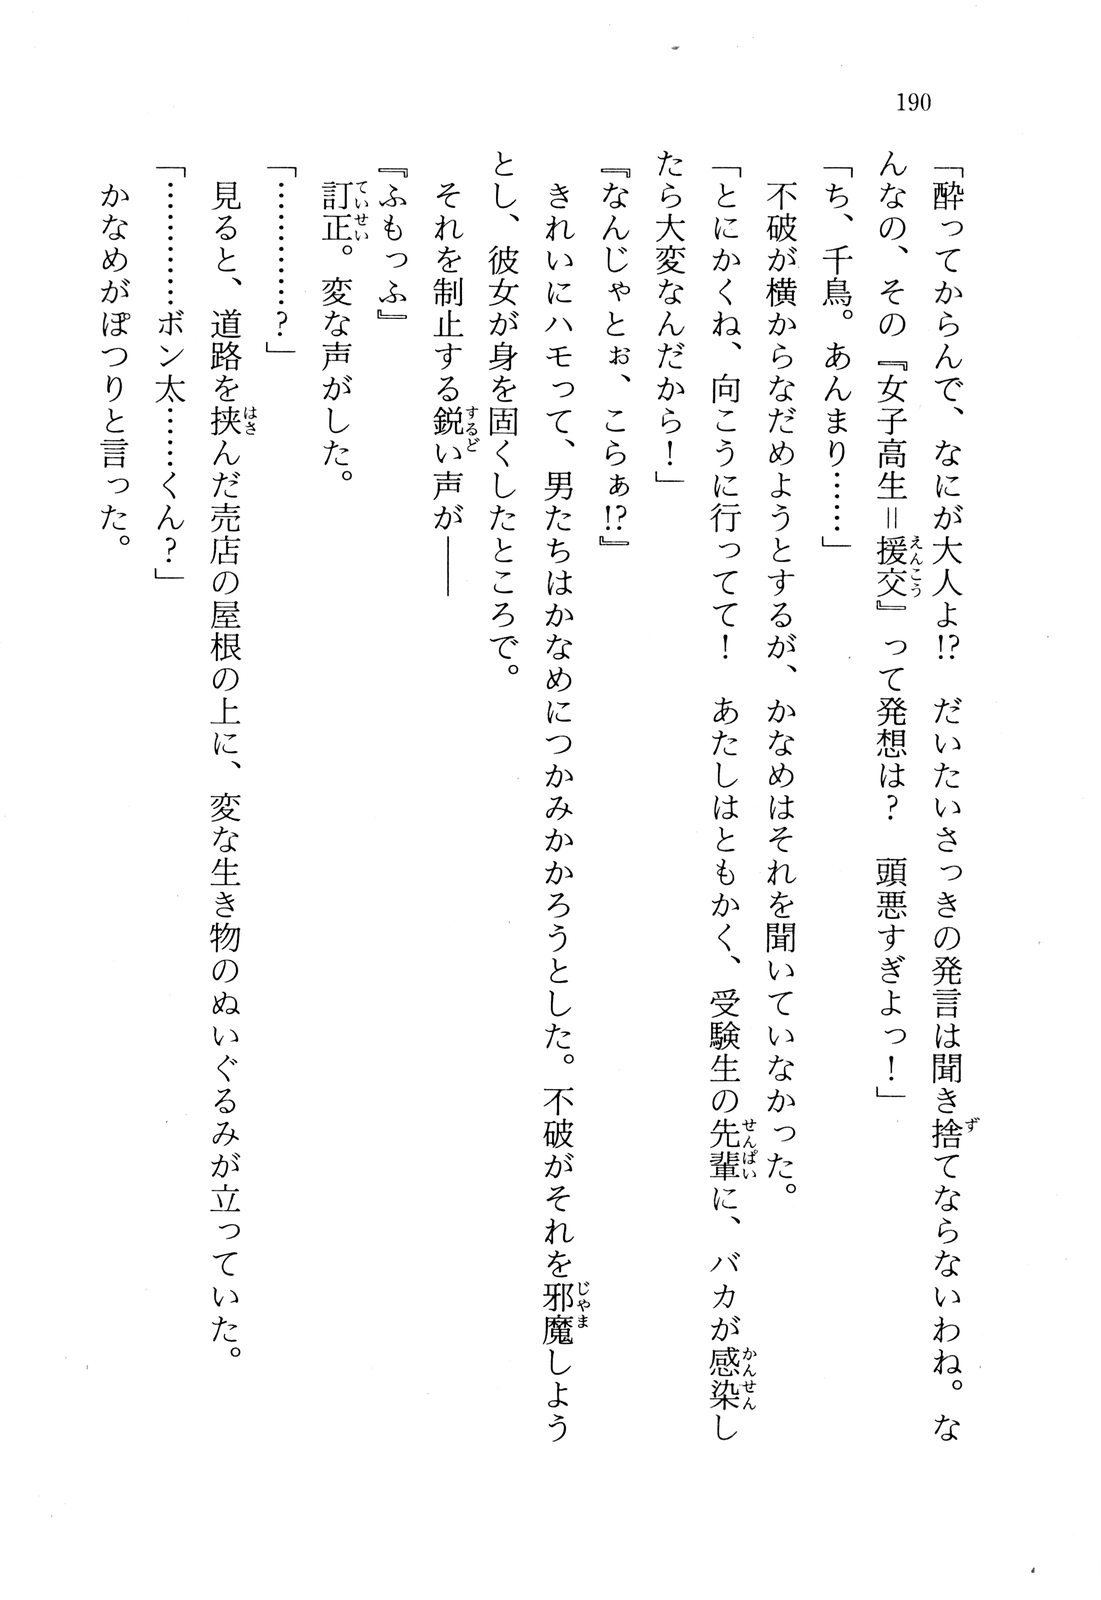 190
「酔ってからんで、なにが大人よ!?　だいたいさっきの発言は聞き捨てならないわね。な
んなの、その『女子高生＝援交』って発想は？　頭悪すぎよっ！」
「ち、千鳥。あんまり……」
　不破が横からなだめようとするが、かなめはそれを聞いていなかった。
「とにかくね、向こうに行ってて！　あたしはともかく、受験生の先輩に、バカが感染し
たら大変なんだから！」
『なんじゃとぉ、こらぁ!?』
　きれいにハモって、男たちはかなめにつかみかかろうとした。不破がそれを邪魔しよう
とし、彼女が身を固くしたところで。
　それを制止する鋭い声が――
『ふもっふ』
　訂正。変な声がした。
「…………？」
　見ると、道路を挟んだ売店の屋根の上に、変な生き物のぬいぐるみが立っていた。
「…………ボン太……くん？」
　かなめがぽつりと言った。